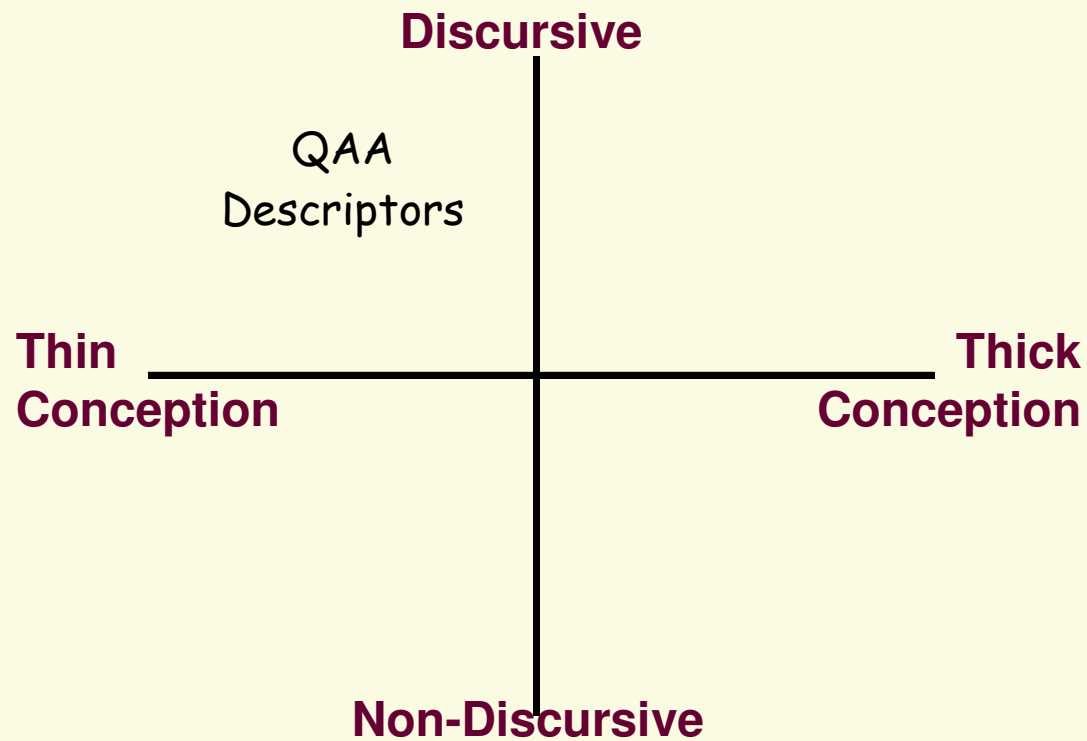 Discursive
QAA
Descriptors
Thin
Conception
Thick
Conception
Non-Discursive